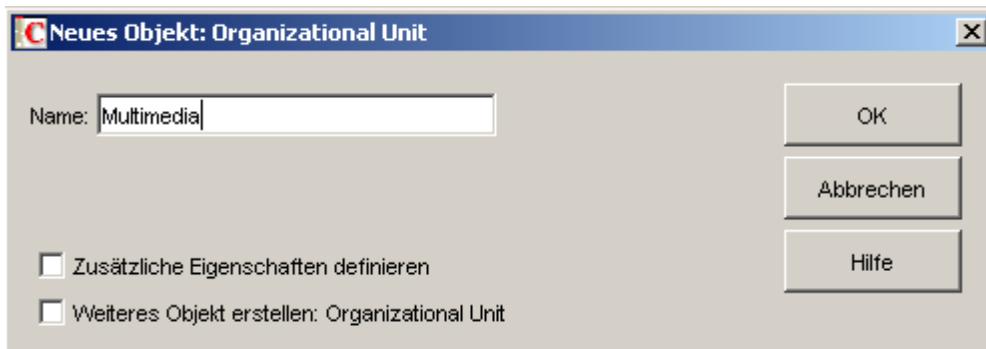 C Neues Objekt: Organizational Unit
Name: Multimedia
OK
Abbrechen
Hilfe
Zusätzliche Eigenschaften definieren
Weiteres Objekt erstellen: Organizational Unit